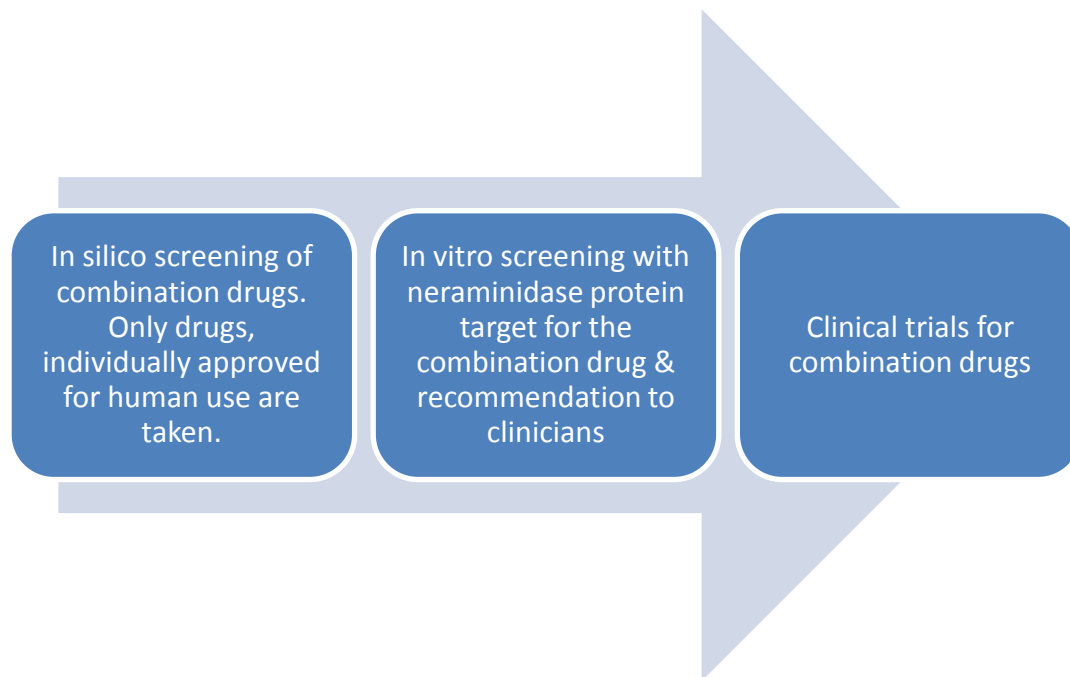 In silico screening of
combination drugs.
Only drugs,
individually approved
for human use are
taken.
In vitro screening with
neraminidase protein
target for the
combination drug &
recommendation to
clinicians
Clinical trials for
combination drugs